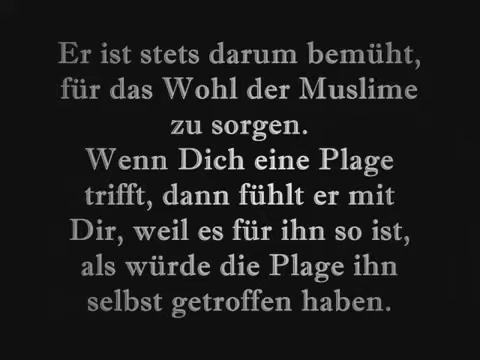 Er ist stets darum bemüht,
für das Wohl der Muslime
zu sorgen.
Wenn Dich eine Plage
trifft, dann fühlt er mit
Dir, weil es für ihn so ist,
als würde die Plage ihn
selbst getroffen haben.